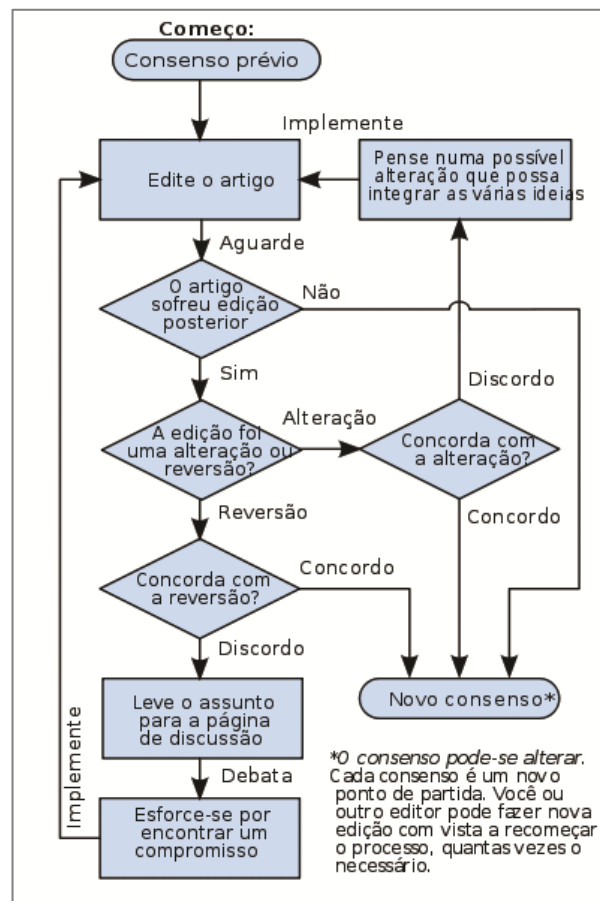 Começo:
Consenso prévio
Implemente
Edite o artigo
Pense numa possível
alteração que possa
integrar as várias ideias
Aguarde
O artigo
sofreu edição
posterior
Não
Sim
Discordo
A edição foi
uma alteração ou
reversão?
Alteração
Concorda com
a alteração?
Reversão
Concordo
Concorda com
a reversão?
Concordo
Discordo
Leve o assunto
para a página
de discussão
Novo consenso*
Debata
Implemente
Esforce-se por
encontrar um
compromisso
*O consenso pode-se alterar.
Cada consenso é um novo
ponto de partida. Você ou
outro editor pode fazer nova
edição com vista a recomeçar
o processo, quantas vezes o
necessário.